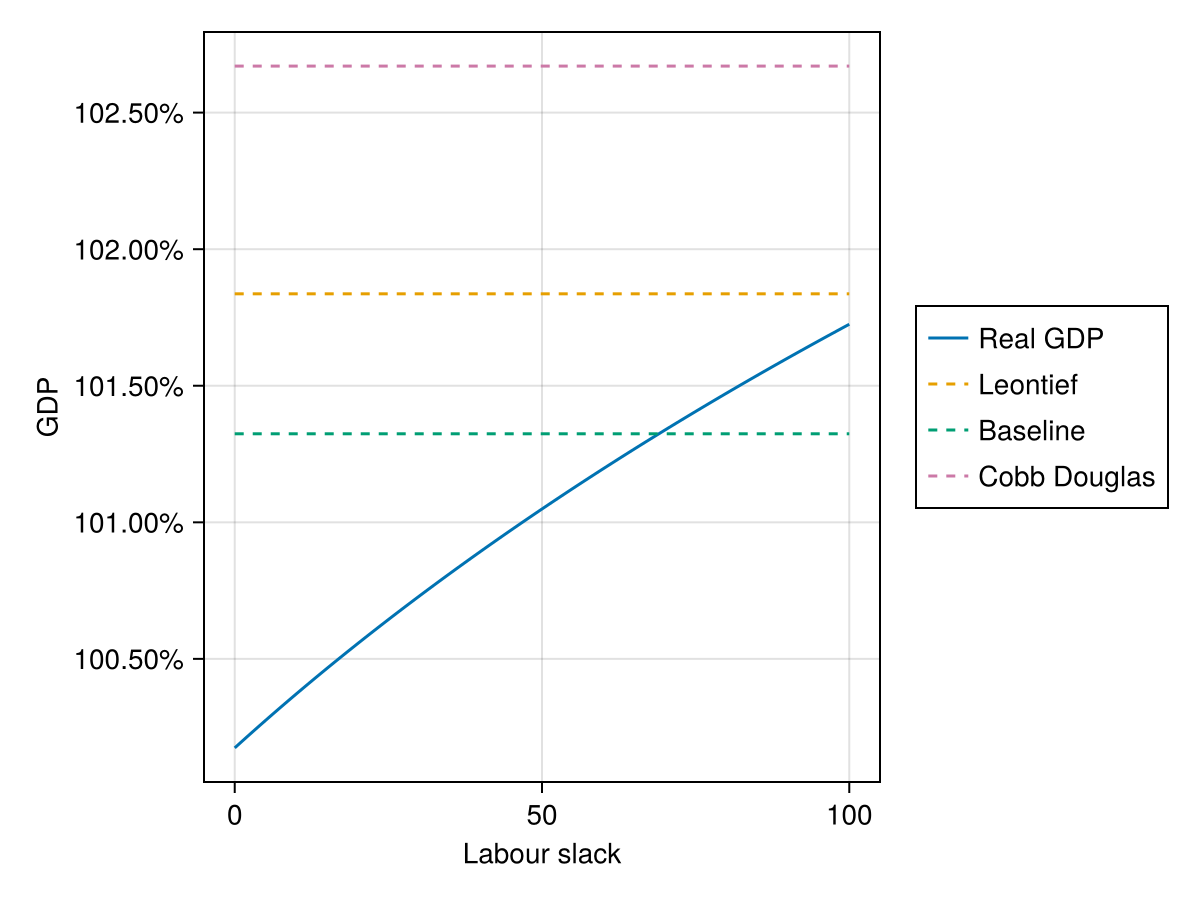 GDP
102.50%
102.00%
101.50%
101.00%
100.50%
0
50
100
Labour slack
Real GDP
Leontief
Baseline
Cobb Douglas